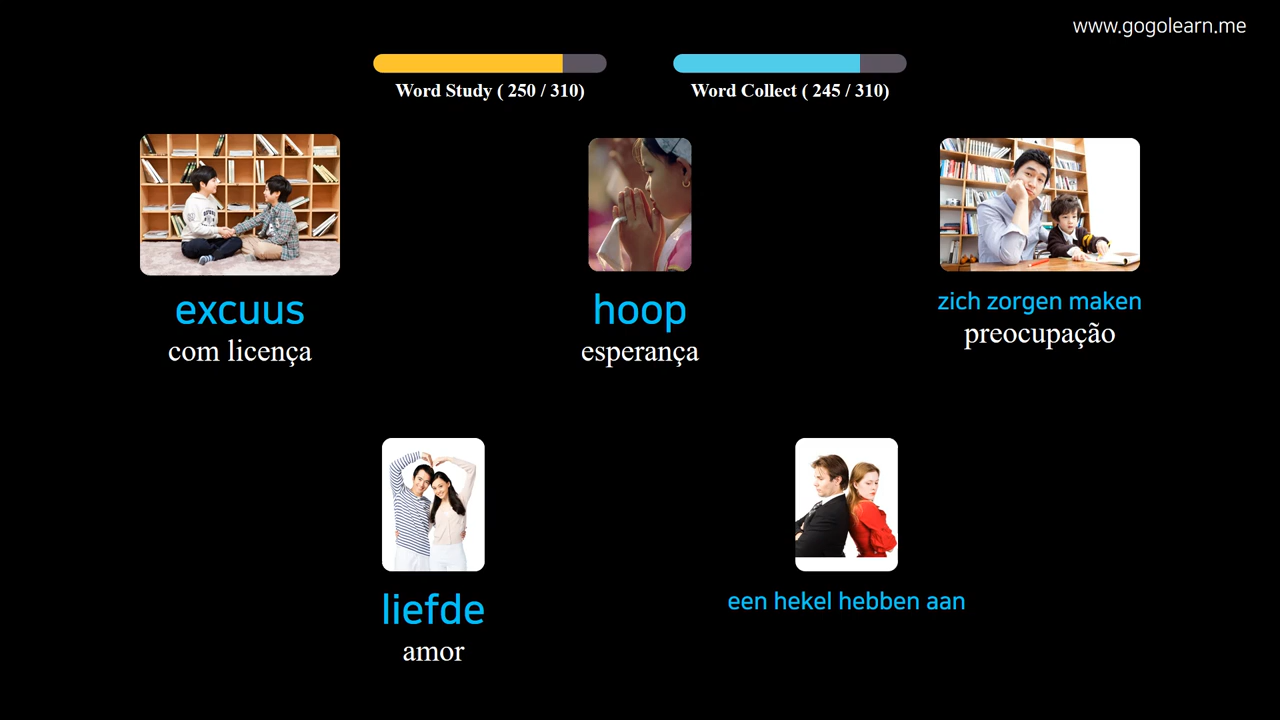 www.gogolearn.me
Word Study ( 250 / 310)
Word Collect ( 245 / 310)
excuus
com licença
hoop
esperança
zich zorgen maken
preocupação
liefde
amor
een hekel hebben aan